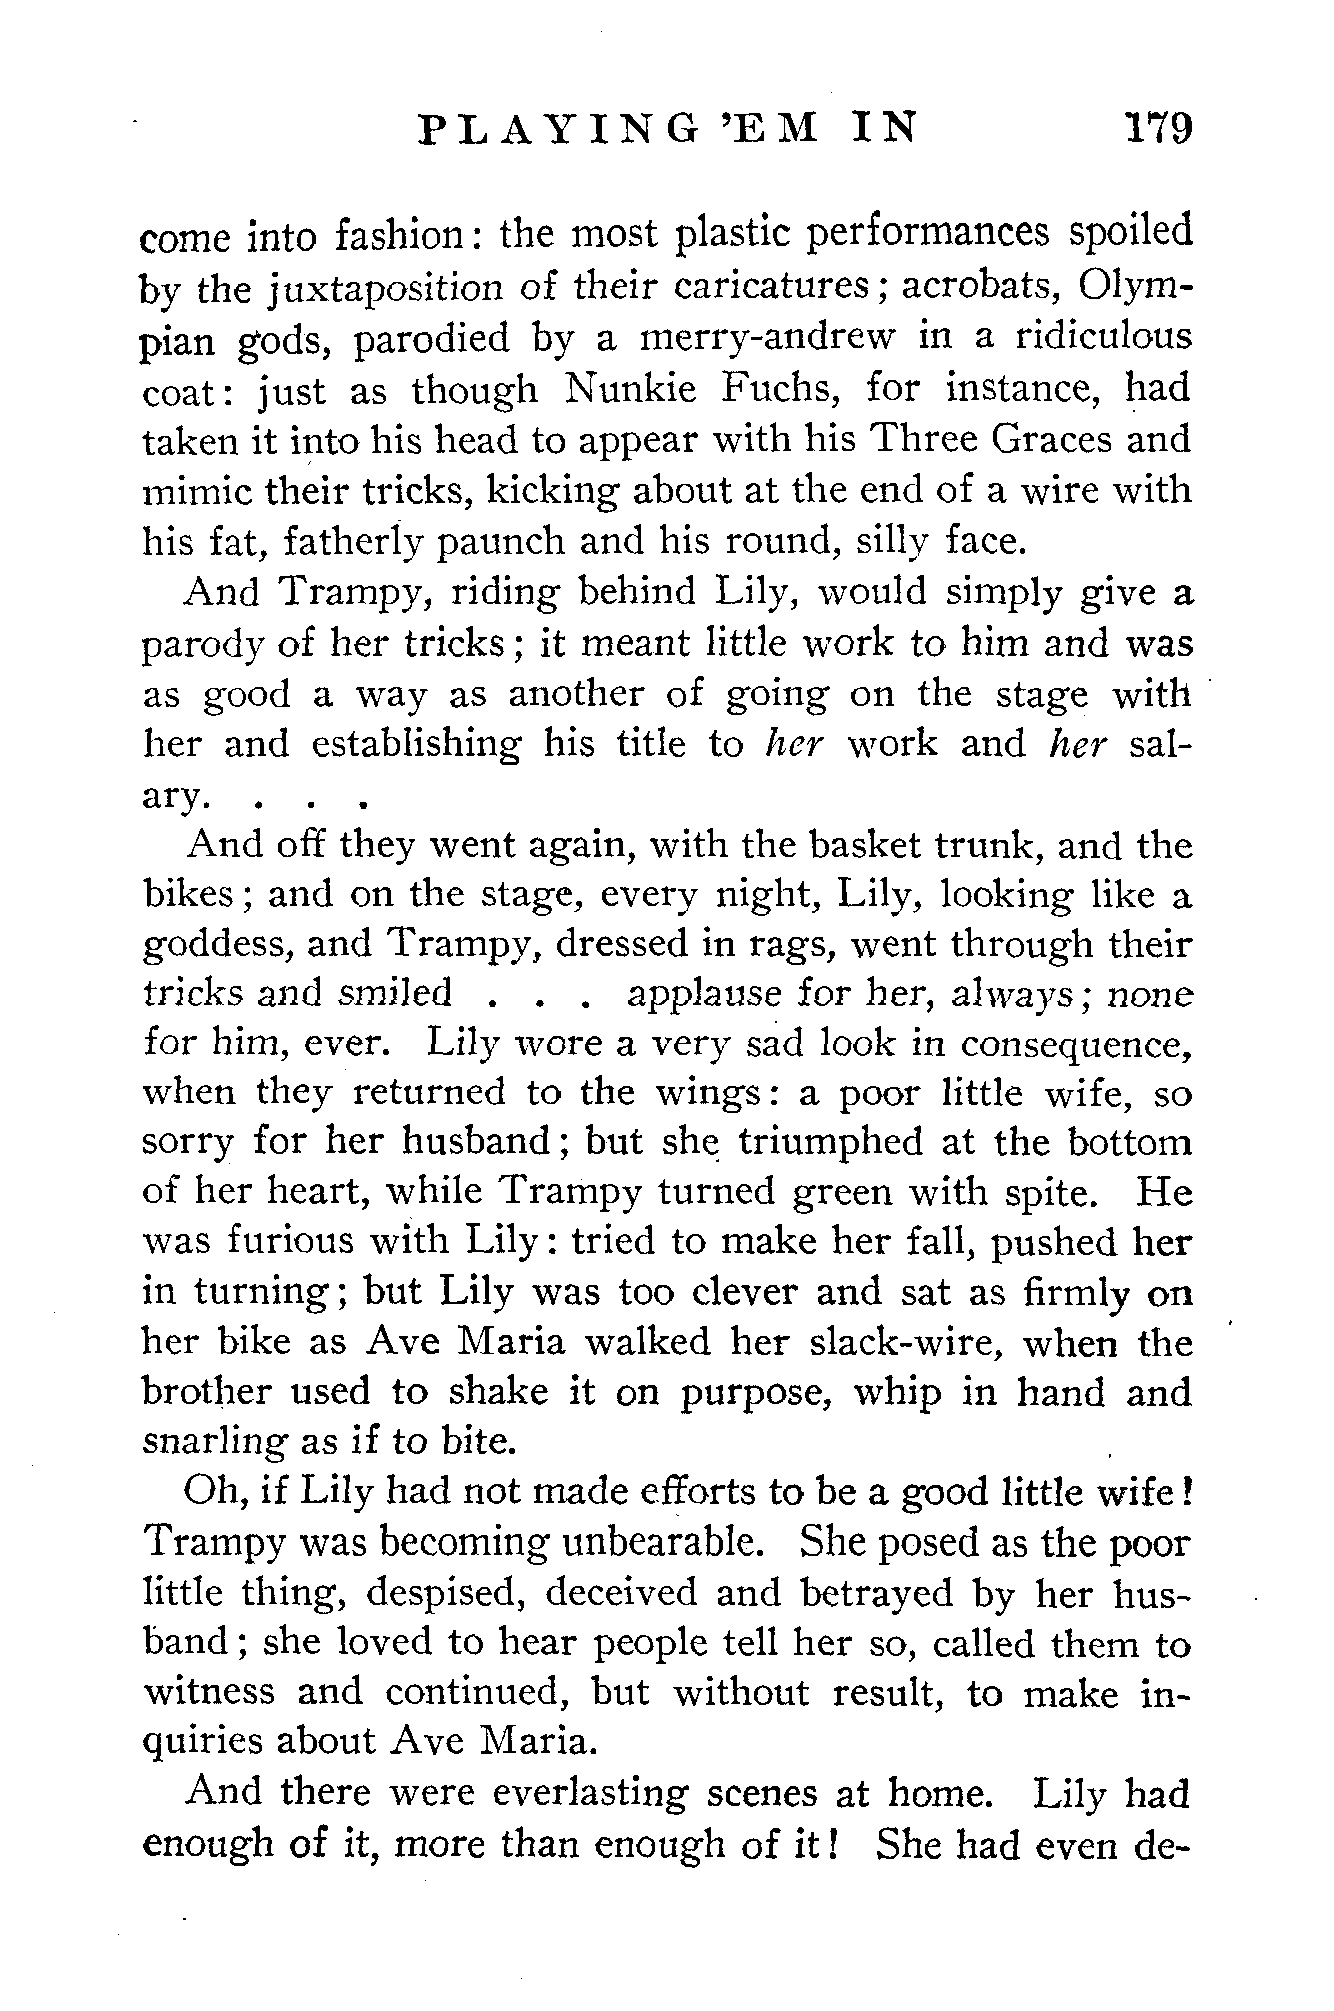 PLAYING 'EM IN 179
come into fashion: the most plastic performances spoiled
by the juxtaposition of their caricatures; acrobats, Olym-
pian gods, parodied by a merry-andrew in a ridiculous
coat: just as though Nunkie Fuchs, for instance, had
taken it into his head to appear with his Three Graces and
mimic their tricks, kicking about at the end of a wire with
his fat, fatherly paunch and his round, silly face.
And Trampy, riding behind Lily, would simply give a
parody of her tricks; it meant little work to him and was
as good a way as another of going on the stage with
her and establishing his title to her work and her sal-
ary. . . .
And off they went again, with the basket trunk, and the
bikes; and on the stage, every night, Lily, looking like a
goddess, and Trampy, dressed in rags, went through their
tricks and smiled . . . applause for her, always; none
for him, ever. Lily wore a very sad look in consequence,
when they returned to the wings: a poor little wife, so
sorry for her husband; but she triumphed at the bottom
of her heart, while Trampy turned green with spite. He
was furious with Lily: tried to make her fall, pushed her
in turning; but Lily was too clever and sat as firmly on
her bike as Ave Maria walked her slack-wire, when the
brother used to shake it on purpose, whip in hand and
snarling as if to bite.
Oh, if Lily had not made efforts to be a good little wife!
Trampy was becoming unbearable. She posed as the poor
little thing, despised, deceived and betrayed by her hus-
band; she loved to hear people tell her so, called them to
witness and continued, but without result, to make in-
quiries about Ave Maria.
And there were everlasting scenes at home. Lily had
enough of it, more than enough of it! She had even de-